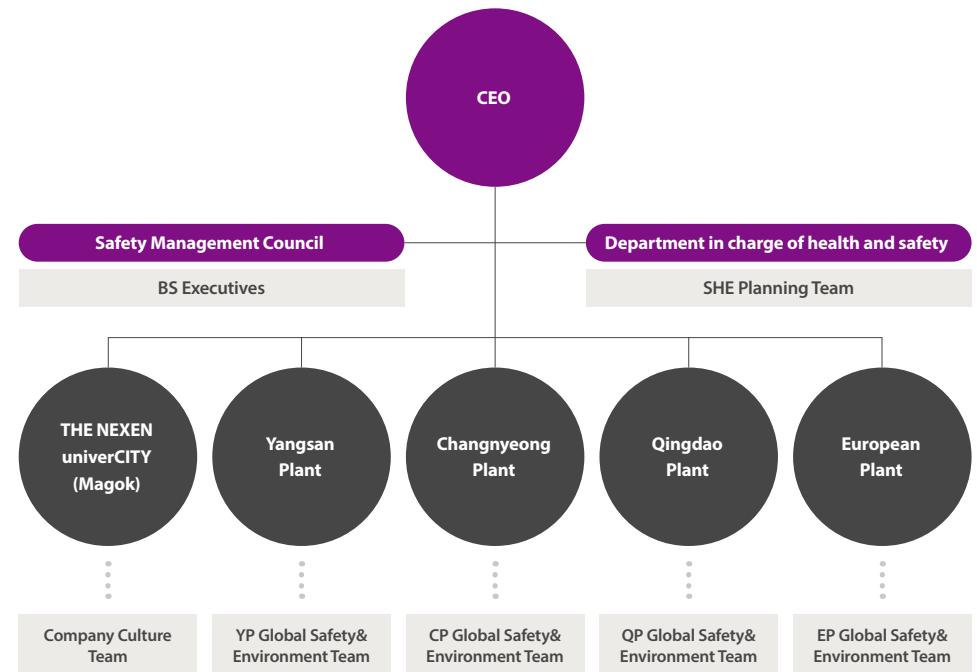 CEO
Safety Management Council
Department in charge of health and safety
BS Executives
SHE Planning Team
THE NEXEN
univerCITY
(Magok)
Yangsan
Plant
Changnyeong
Plant
Qingdao
Plant
European
Plant
Company Culture
Team
YP Global Safety&
Environment Team
CP Global Safety&
Environment Team
QP Global Safety&
Environment Team
EP Global Safety&
Environment Team